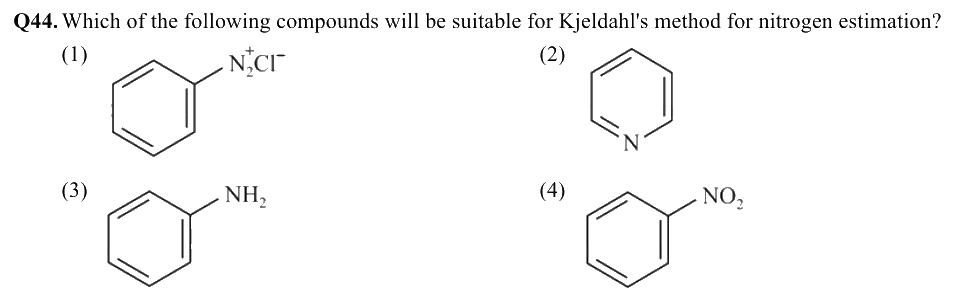 Q44. Which of the following compounds will be suitable for Kjeldahl's method for nitrogen estimation?
(1) N₂⁺Cl⁻ (2) N
(3) NH₂ (4) NO₂